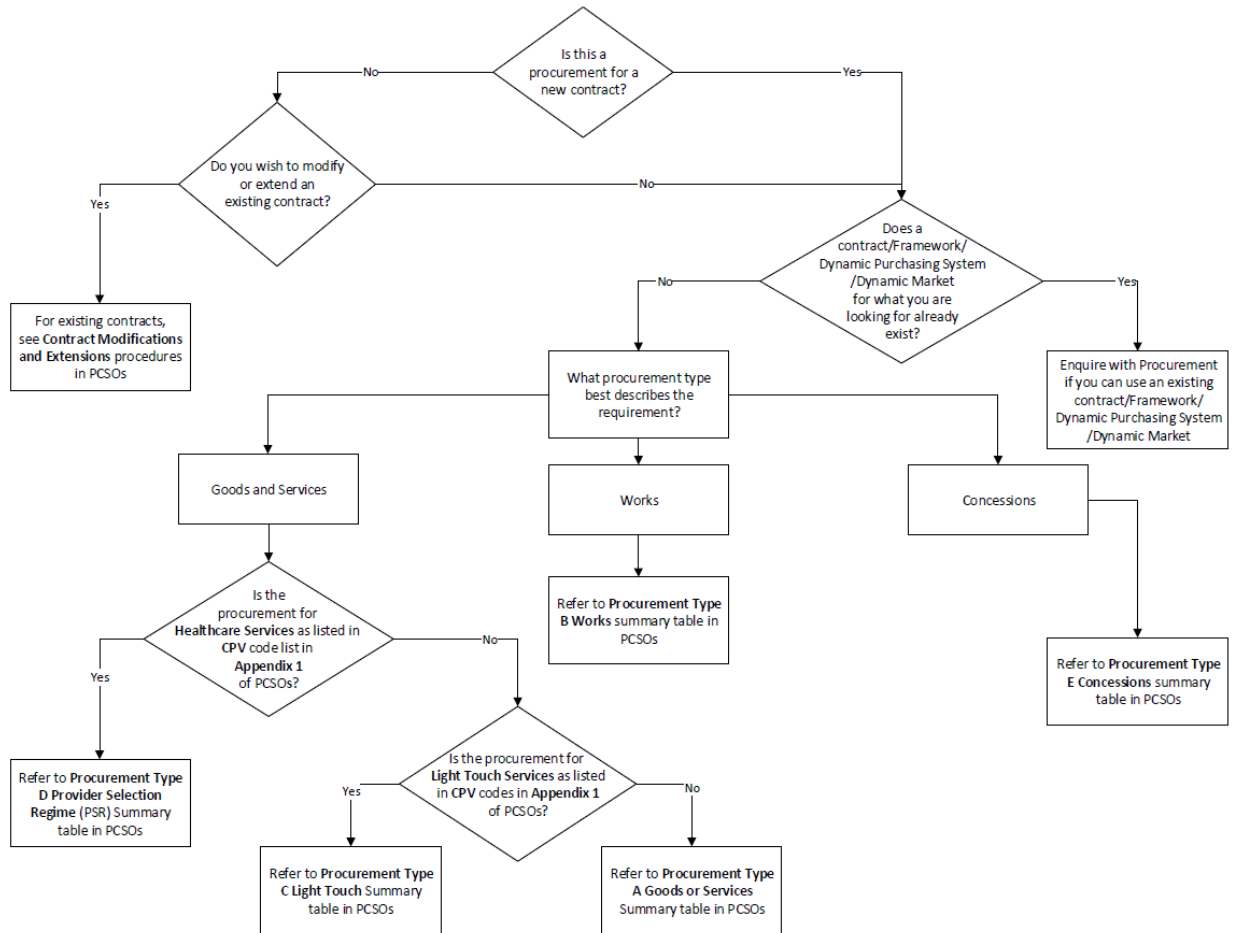 Is this a
procurement for a
new contract?
No
Yes
Do you wish to modify
or extend an
existing contract?
Yes
No
Does a
contract/Framework/
Dynamic Purchasing System
/Dynamic Market
for what you are
looking for already
exist?
No
Yes
For existing contracts,
see Contract Modifications
and Extensions procedures
in PCSOs
What procurement type
best describes the
requirement?
Enquire with Procurement
if you can use an existing
contract/Framework/
Dynamic Purchasing System
/Dynamic Market
Goods and Services
Works
Concessions
Is the
procurement for
Healthcare Services as listed in
CPV code list in
Appendix 1
of PCSOs?
Yes
No
Refer to Procurement Type
B Works summary table in
PCSOs
Refer to Procurement Type
E Concessions summary
table in PCSOs
Refer to Procurement Type
D Provider Selection
Regime (PSR) Summary
table in PCSOs
Is the procurement for
Light Touch Services as listed
in CPV codes in Appendix 1
of PCSOs?
Yes
No
Refer to Procurement Type
C Light Touch Summary
table in PCSOs
Refer to Procurement Type
A Goods or Services
Summary table in PCSOs